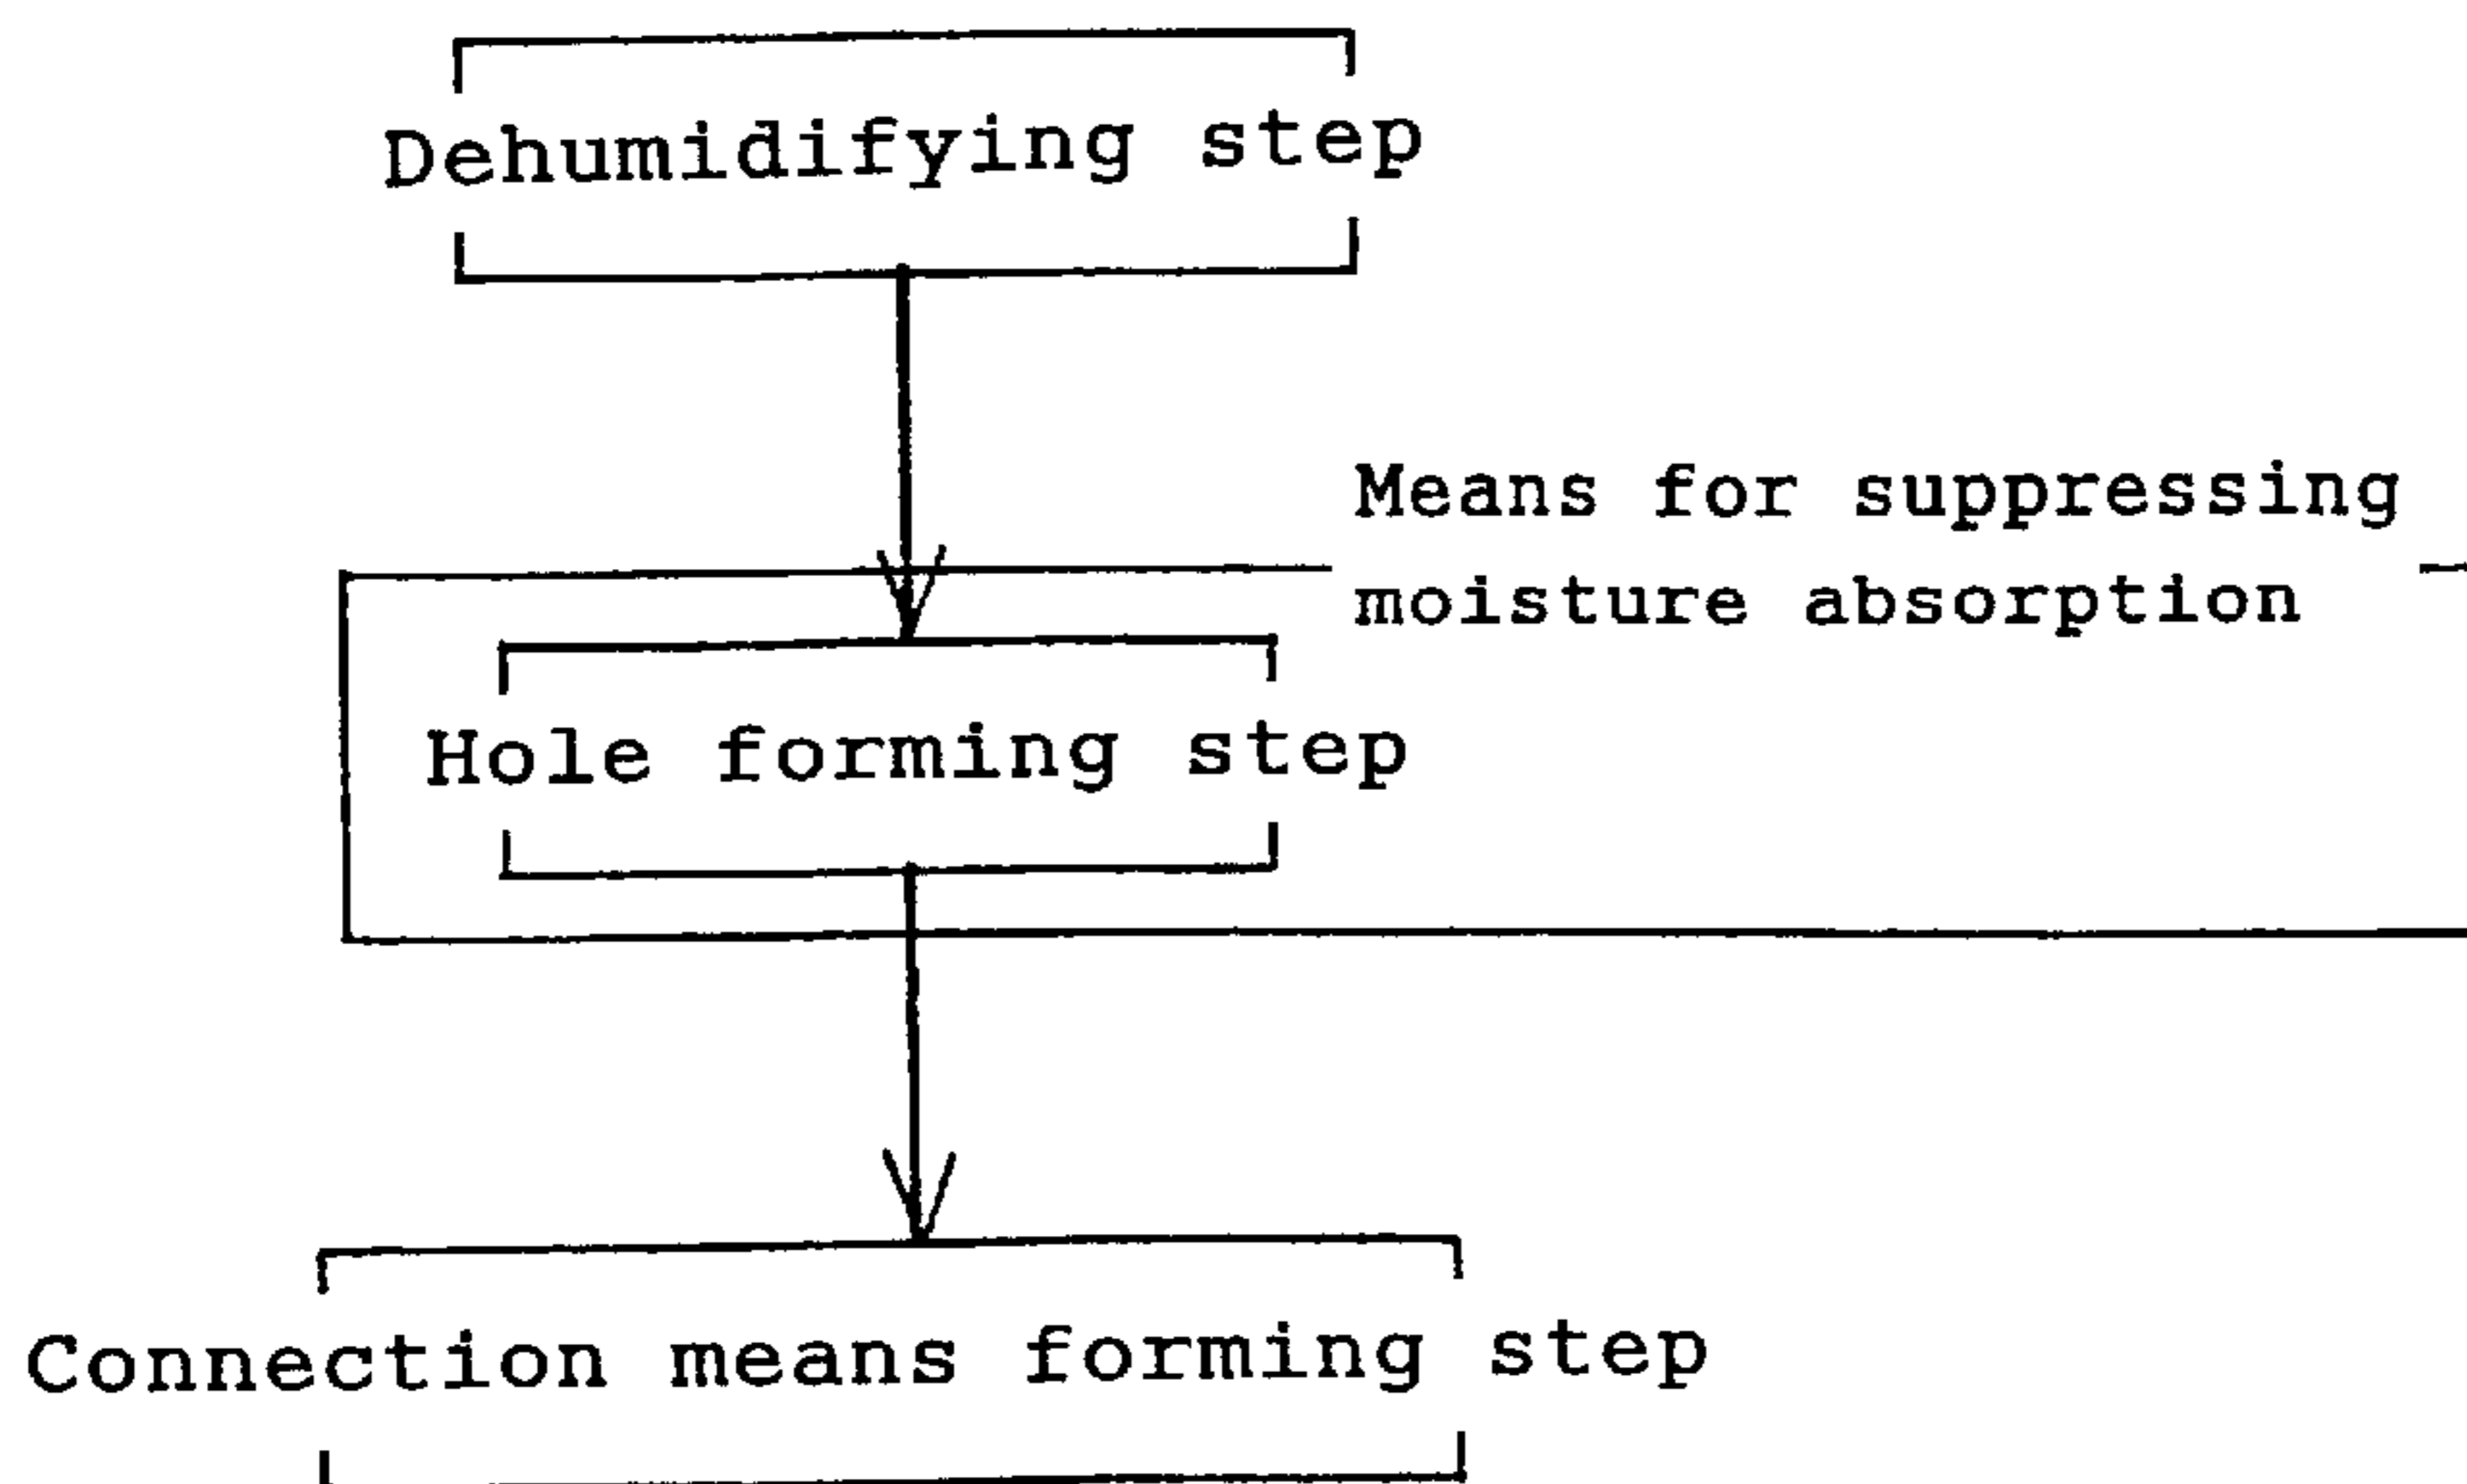 Dehumidifying step
Means for suppressing
moisture absorption
Hole forming step
Connection means forming step